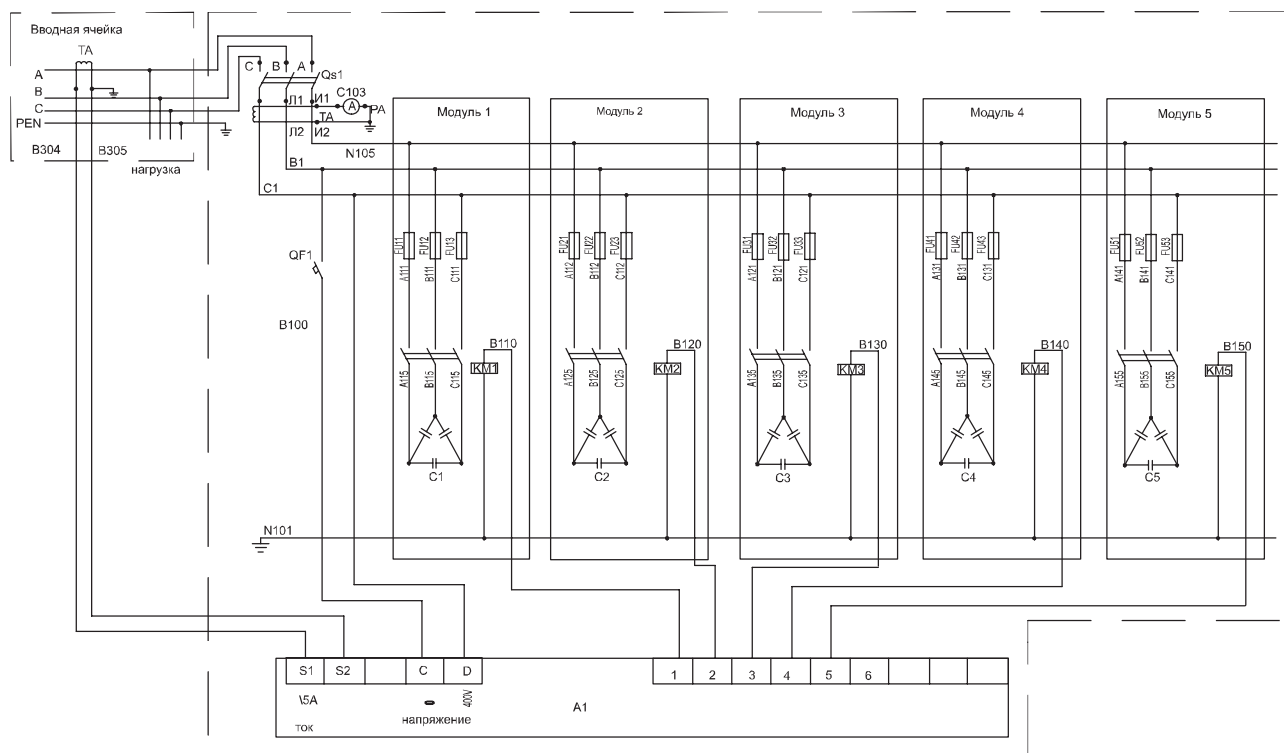 Вводная ячейка
TA
A
B
C
PEN
B304
B305
нагрузка
C
B
A
Qs1
Л1
И1
C103
A
PA
TA
Л2
И2
N105
B1
C1
QF1
B100
N101
Модуль 1
FU11
FU12
FU13
A111
B111
C111
A115
B115
C115
B110
KM1
C1
Модуль 2
FU21
FU22
FU23
A112
B112
C112
A125
B125
C125
B120
KM2
C2
Модуль 3
FU31
FU32
FU33
A121
B121
C121
A135
B135
C135
B130
KM3
C3
Модуль 4
FU41
FU42
FU43
A131
B131
C131
A145
B145
C145
B140
KM4
C4
Модуль 5
FU51
FU52
FU53
A141
B141
C141
A155
B155
C155
B150
KM5
C5
S1
S2
C
D
1
2
3
4
5
6
\5A
400V
ток
напряжение
A1